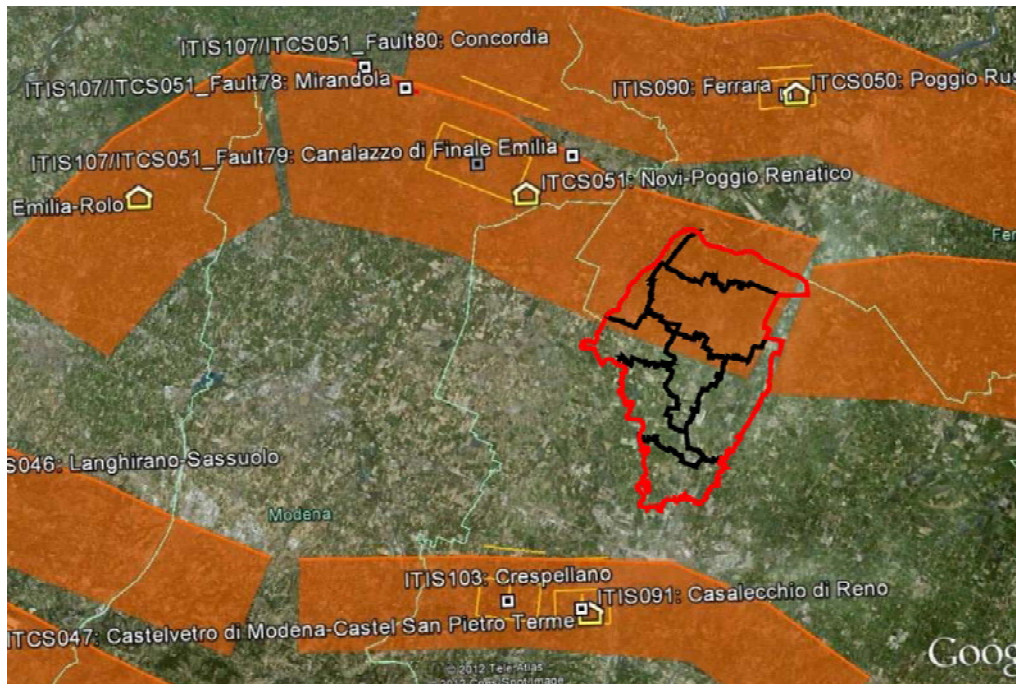 ITIS107/ITCS051_Fault80: Concordia
ITIS107/ITCS051_Fault78: Mirandola
ITIS090: Ferrara
ITCS050: Poggio Rus
ITIS107/ITCS051_Fault79: Canalazzo di Finale Emilia
ITCS051: Novi-Poggio Renatico
Emilia-Rolo
Fer
S046: Langhirano-Sassuolo
Modena
ITIS103: Crespellano
ITIS091: Casalecchio di Reno
ITCS047: Castelvetro di Modena-Castel San Pietro Terme
© 2012 Tele Atlas
Goog